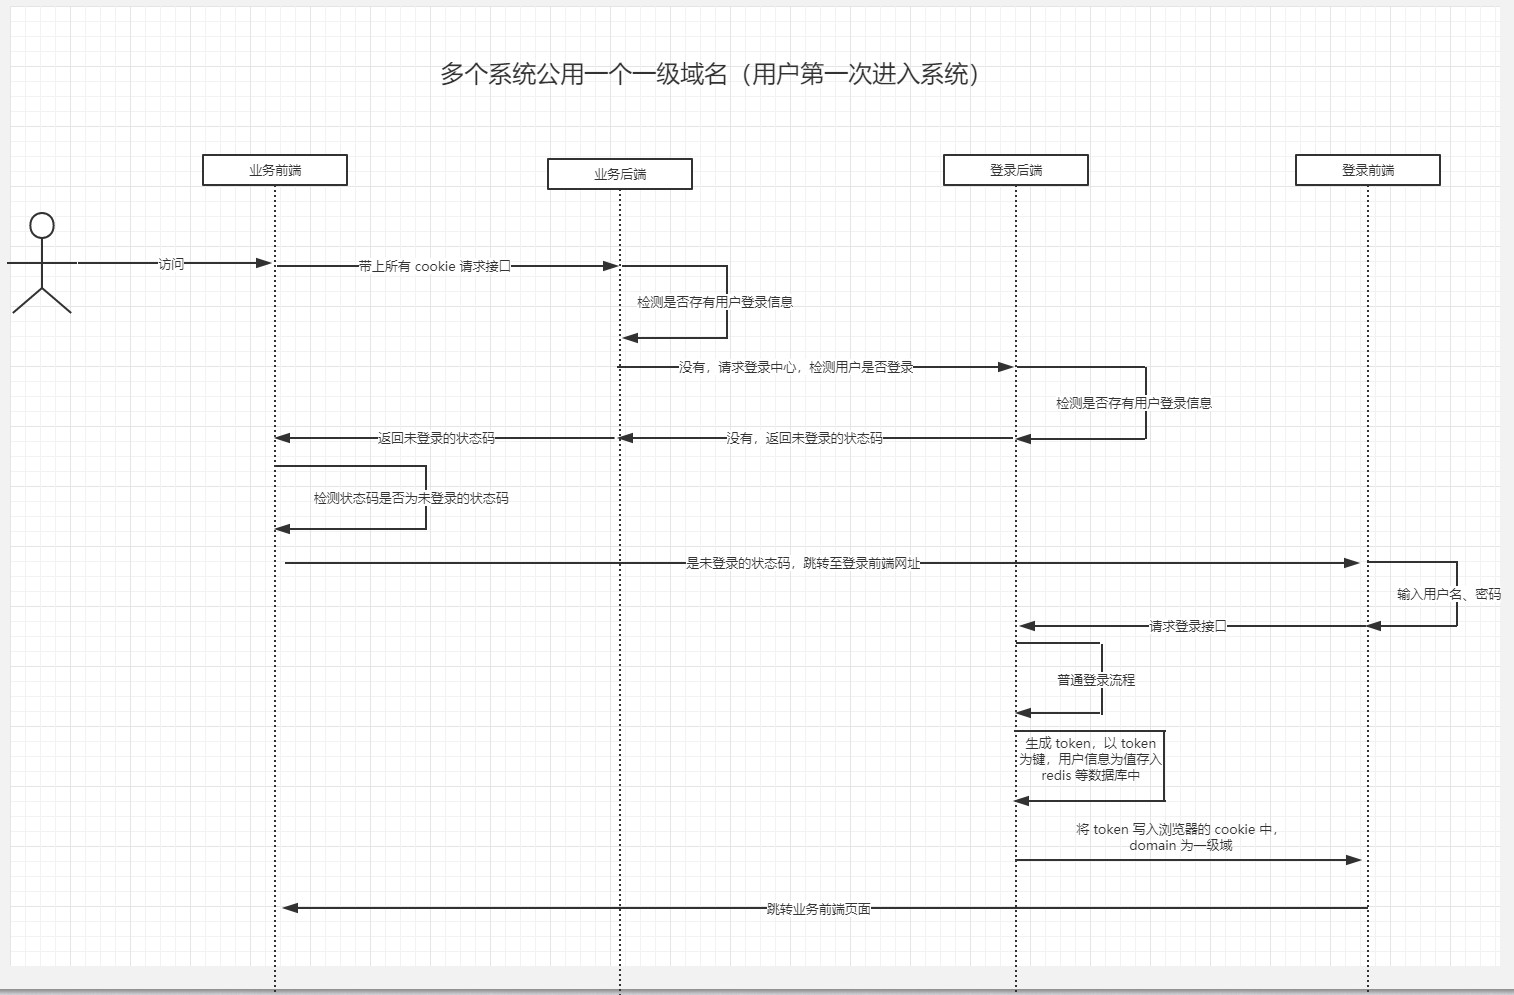 多个系统公用一个一级域名（用户第一次进入系统）
业务前端
业务后端
登录后端
登录前端
访问
带上所有 cookie 请求接口
检测是否存有用户登录信息
没有，请求登录中心，检测用户是否登录
检测是否存有用户登录信息
返回未登录的状态码
没有，返回未登录的状态码
检测状态码是否为未登录的状态码
是未登录的状态码，跳转至登录前端网址
输入用户名、密码
请求登录接口
普通登录流程
生成 token，以 token
为键，用户信息为值存入
redis 等数据库中
将 token 写入浏览器的 cookie 中，
domain 为一级域
跳转业务前端页面